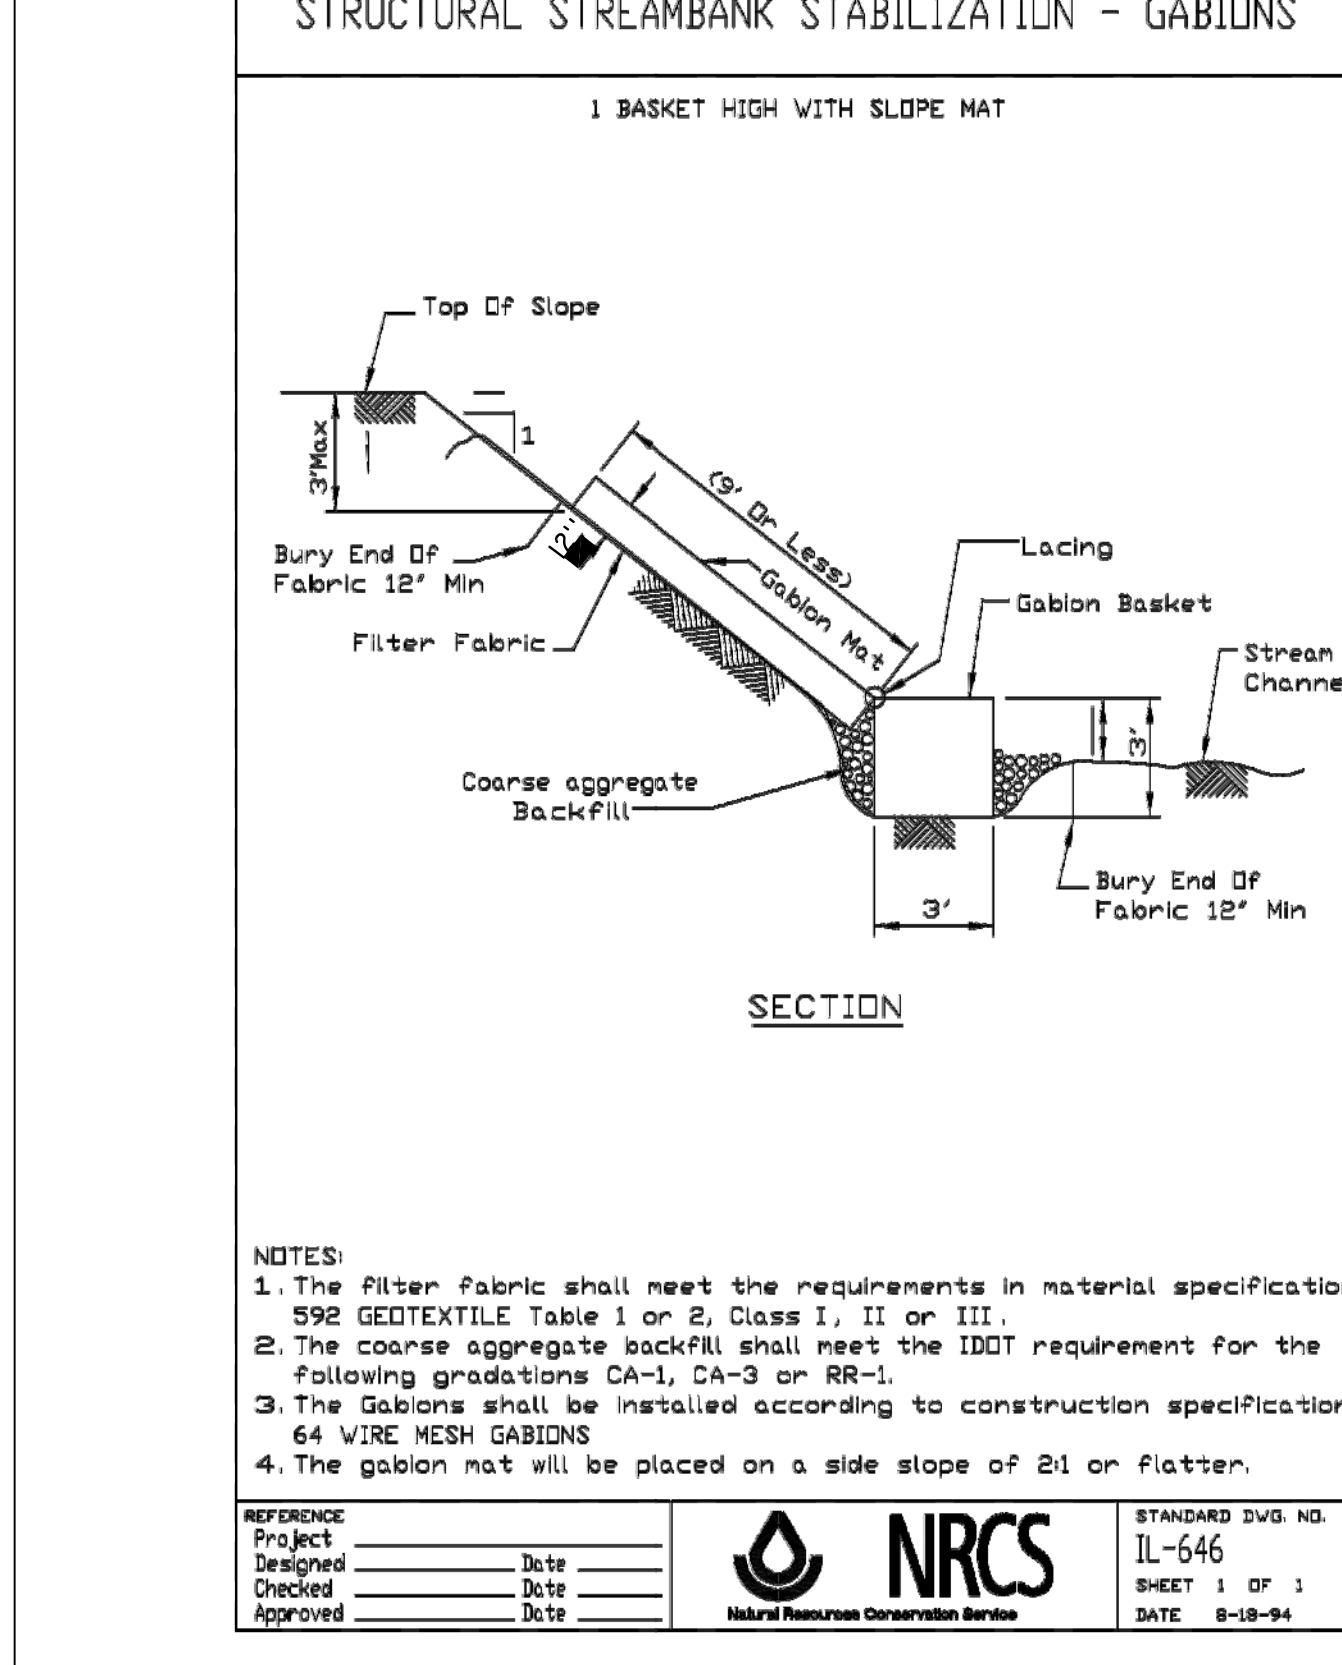 STRUCTURAL STREAMBANK STABILIZATION - GABIONS
1 BASKET HIGH WITH SLOPE MAT
Top Of Slope
1
3'Max
(9' Or Less)
12"
Bury End Of
Fabric 12" Min
Gabion Mat
Lacing
Gabion Basket
Filter Fabric
Stream
Channe
3'
Coarse aggregate
Backfill
Bury End Of
Fabric 12" Min
3'
SECTION
NOTES:
1. The filter fabric shall meet the requirements in material specification
592 GEOTEXTILE Table 1 or 2, Class I, II or III.
2. The coarse aggregate backfill shall meet the IDOT requirement for the
following gradations CA-1, CA-3 or RR-1.
3. The Gabions shall be installed according to construction specification
64 WIRE MESH GABIONS
4. The gabion mat will be placed on a side slope of 2:1 or flatter.
REFERENCE
Project
Designed Date
Checked Date
Approved Date
NRCS
Natural Resources Conservation Service
STANDARD DWG. NO.
IL-646
SHEET 1 OF 1
DATE 8-18-94